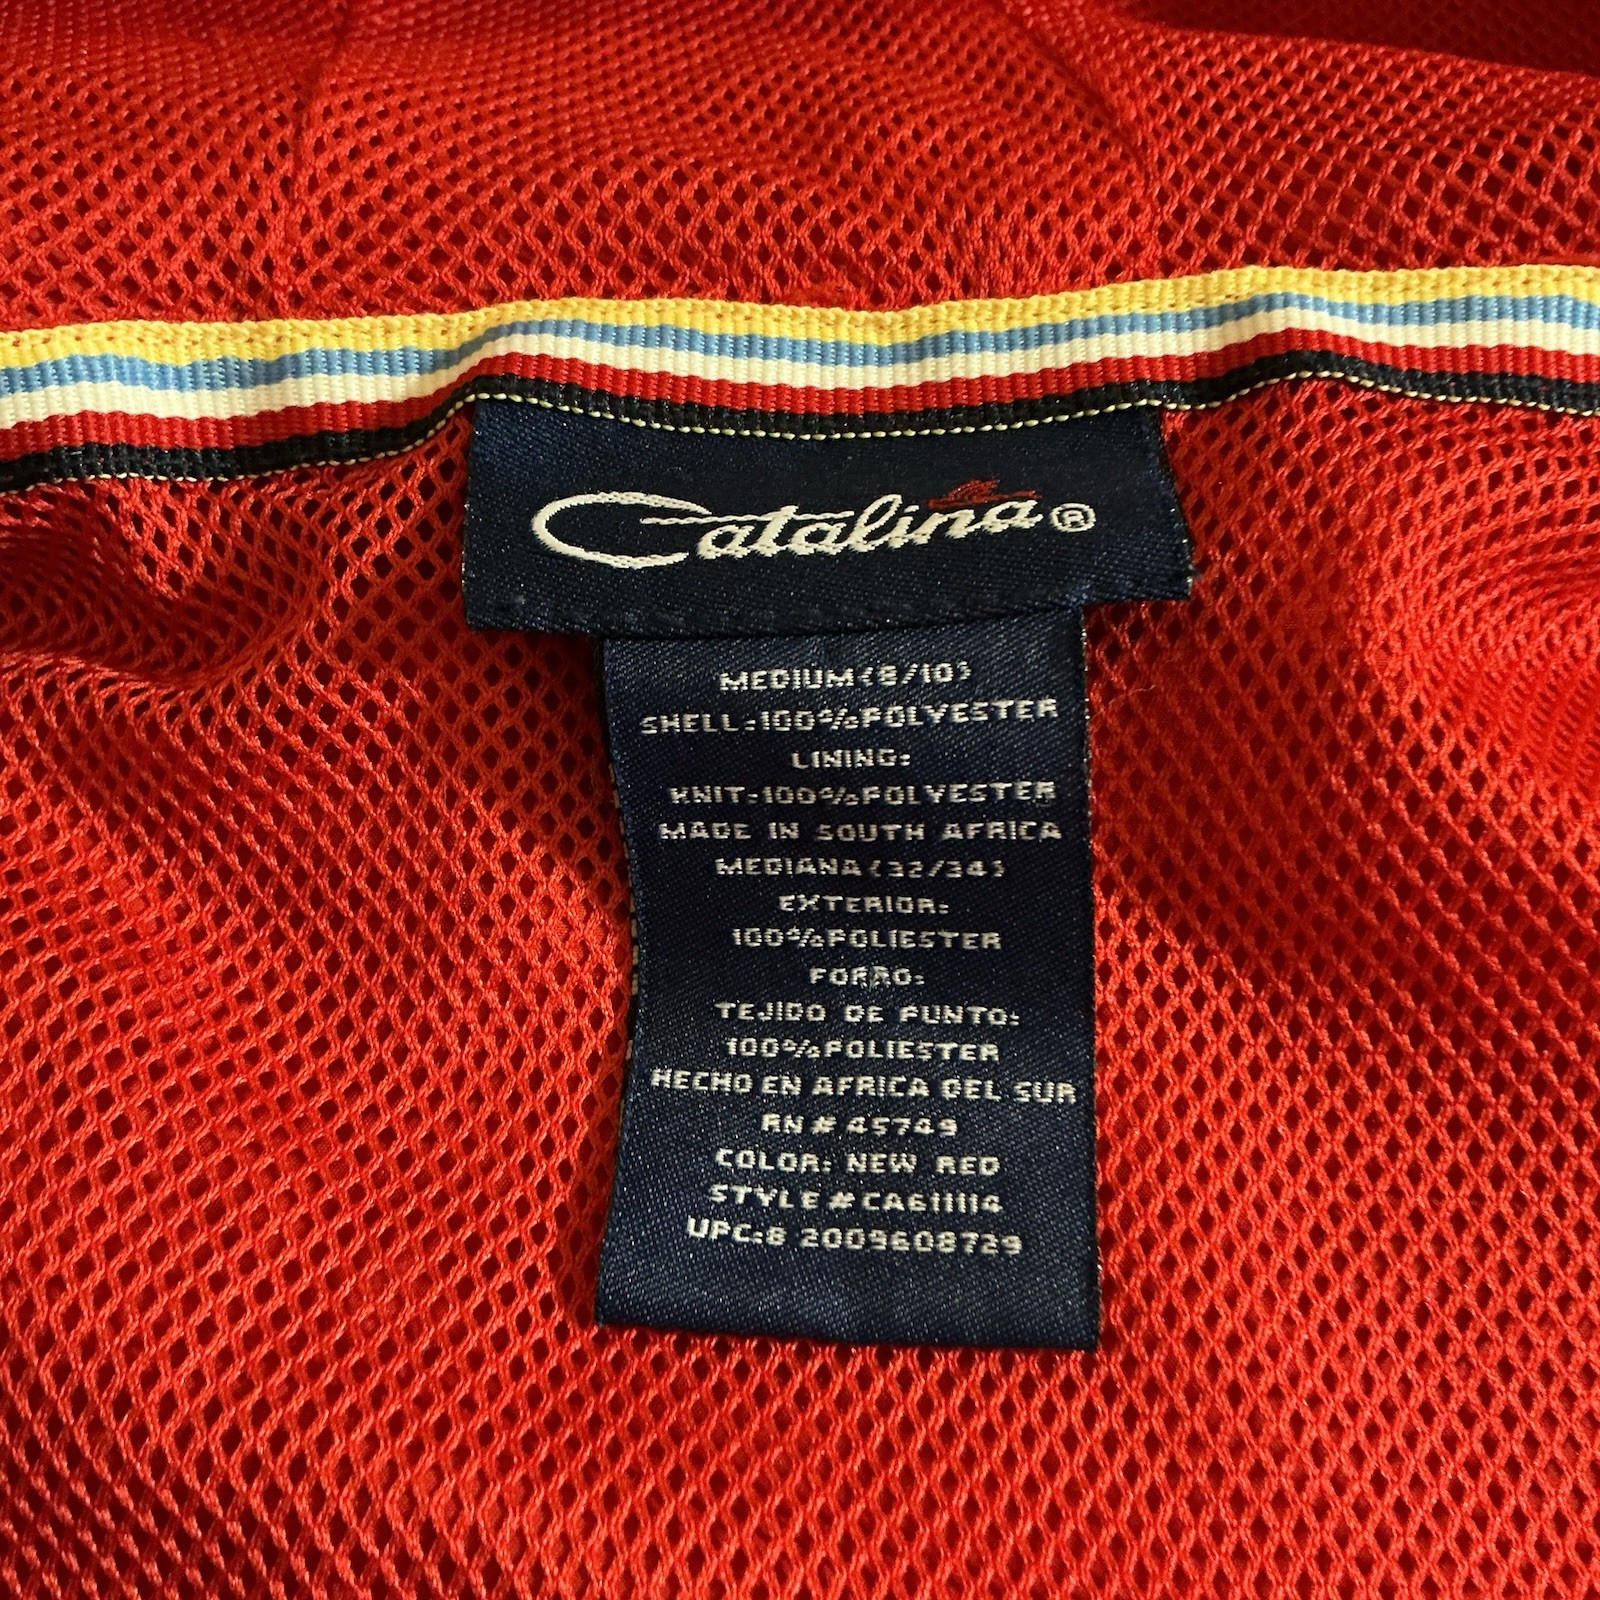 Catalina®
MEDIUM (8/10)
SHELL: 100% POLYESTER
LINING:
KNIT: 100% POLYESTER
MADE IN SOUTH AFRICA
MEDIANA (32/34)
EXTERIOR:
100% POLIESTER
FORRO:
TEJIDO DE PUNTO:
100% POLIESTER
HECHO EN AFRICA DEL SUR
RN # 45749
COLOR: NEW RED
STYLE # CA611114
UPC:8 2009608729